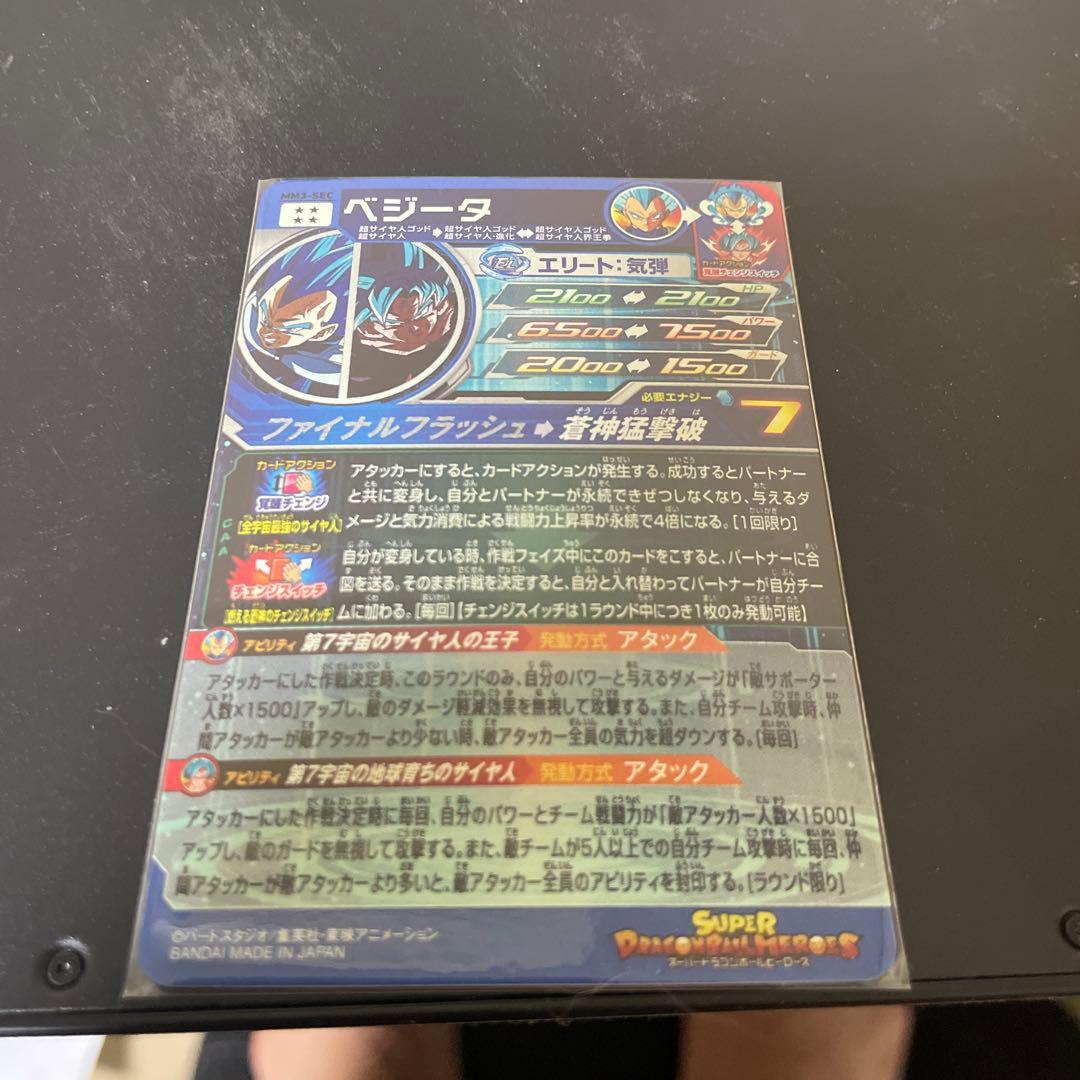 MM3-SEC
ベジータ
超サイヤ人ゴッド 超サイヤ人 ➡ 超サイヤ人ゴッド 超サイヤ人・進化 ⬌ 超サイヤ人ゴッド 超サイヤ人界王拳
カードアクション
覚醒チェンジスイッチ
エリート:気弾
HP
2100 ⬌ 2100
パワー
6500 ⬌ 7500
ガード
2000 ⬌ 1500
必要エナジー 7
ファイナルフラッシュ➡蒼神猛撃破
カードアクション
覚醒チェンジ
[全宇宙最強のサイヤ人]
アタッカーにすると、カードアクションが発生する。成功するとパートナー
と共に変身し、自分とパートナーが永続できぜつしなくなり、与えるダ
メージと気力消費による戦闘力上昇率が永続で4倍になる。[1回限り]
CAA
カードアクション
チェンジスイッチ
[燃える蒼神のチェンジスイッチ]
自分が変身している時、作戦フェイズ中にこのカードをこすると、パートナーに合
図を送る。そのまま作戦を決定すると、自分と入れ替わってパートナーが自分チー
ムに加わる。[毎回]【チェンジスイッチは1ラウンド中につき1枚のみ発動可能】
アビリティ 第7宇宙のサイヤ人の王子 発動方式 アタック
アタッカーにした作戦決定時、このラウンドのみ、自分のパワーと与えるダメージが「敵サポーター
人数×1500」アップし、敵のダメージ軽減効果を無視して攻撃する。また、自分チーム攻撃時、仲
間アタッカーが敵アタッカーより少ない時、敵アタッカー全員の気力を超ダウンする。[毎回]
アビリティ 第7宇宙の地球育ちのサイヤ人 発動方式 アタック
アタッカーにした作戦決定時に毎回、自分のパワーとチーム戦闘力が「敵アタッカー人数×1500」
アップし、敵のガードを無視して攻撃する。また、敵チームが5人以上での自分チーム攻撃時に毎回、仲
間アタッカーが敵アタッカーより多いと、敵アタッカー全員のアビリティを封印する。[ラウンド限り]
©バードスタジオ/集英社・東映アニメーション
BANDAI MADE IN JAPAN
SUPER
DRAGONBALL HEROES
スーパードラゴンボールヒーローズ